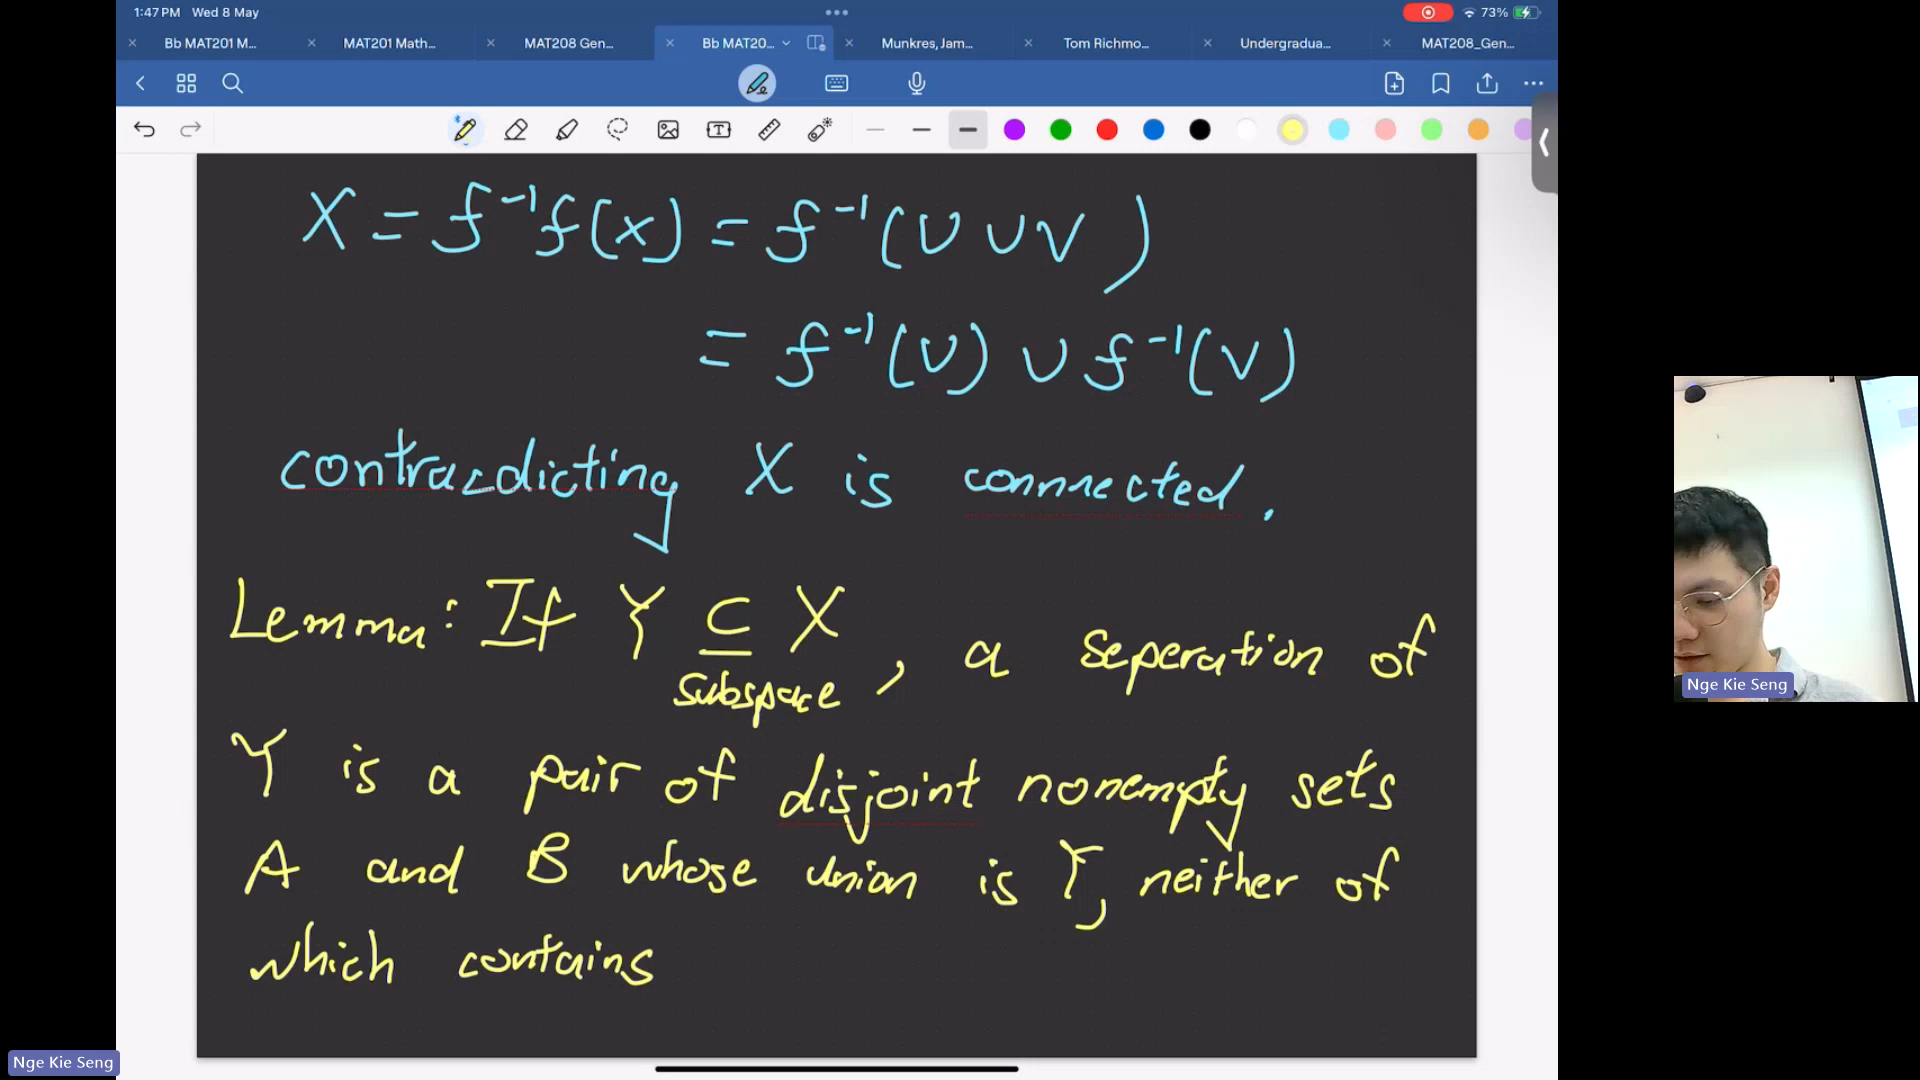 1:47 PM Wed 8 May
73%
Bb MAT201 M...
MAT201 Math...
MAT208 Gen...
Bb MAT20...
Munkres, Jam...
Tom Richmo...
Undergradua...
MAT208_Gen...
X = f⁻¹f(x) = f⁻¹(U ∪ V)
= f⁻¹(U) ∪ f⁻¹(V)
contracdicting X is connected.
Lemma: If Y ⊆ X, a seperation of
subspace
Y is a pair of disjoint nonempty sets
A and B whose union is Y, neither of
which contains
Nge Kie Seng
Nge Kie Seng